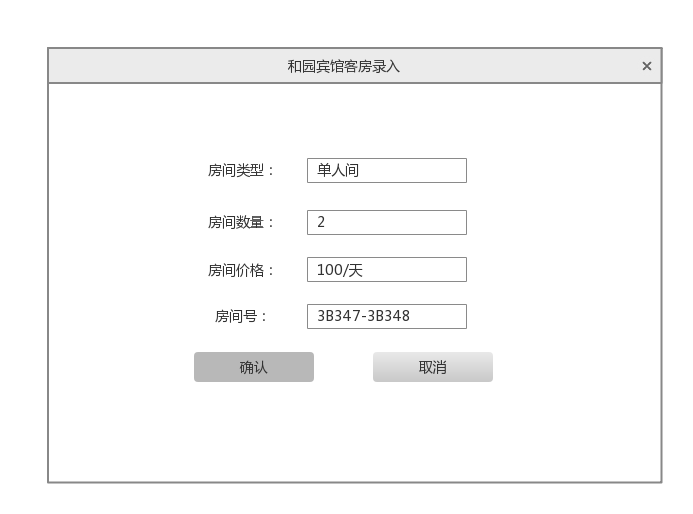 和园宾馆客房录入 ×
房间类型： 单人间
房间数量： 2
房间价格： 100/天
房间号： 3B347-3B348
确认 取消